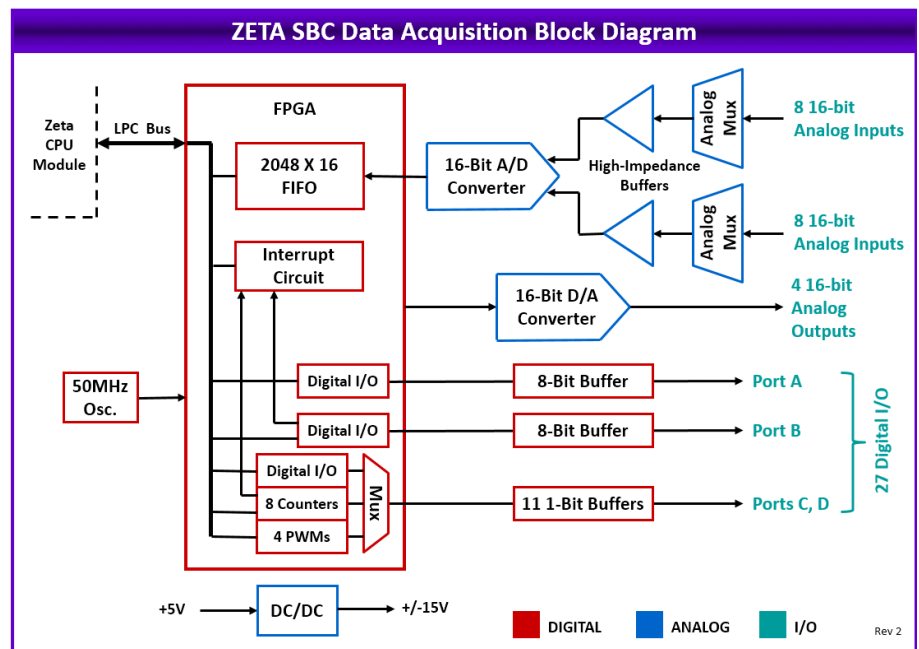 ZETA SBC Data Acquisition Block Diagram
Zeta
CPU
Module
LPC Bus
FPGA
2048 X 16
FIFO
16-Bit A/D
Converter
High-Impedance
Buffers
Analog
Mux
8 16-bit
Analog Inputs
Analog
Mux
8 16-bit
Analog Inputs
Interrupt
Circuit
16-Bit D/A
Converter
4 16-bit
Analog
Outputs
50MHz
Osc.
Digital I/O
8-Bit Buffer
Port A
Digital I/O
8-Bit Buffer
Port B
Digital I/O
8 Counters
4 PWMs
Mux
11 1-Bit Buffers
Ports C, D
27 Digital I/O
+5V
DC/DC
+/-15V
DIGITAL
ANALOG
I/O
Rev 2